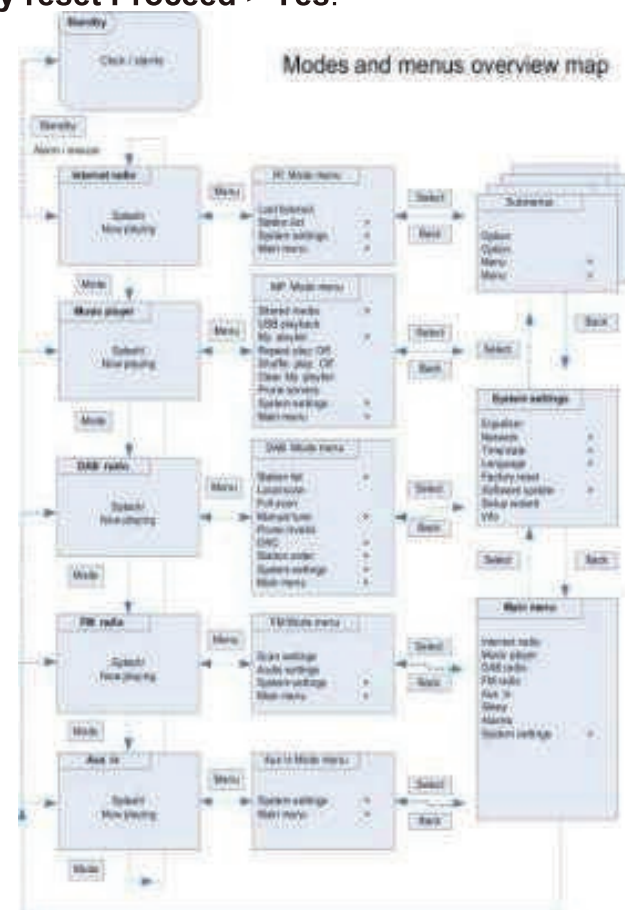 y reset Proceed > Yes.
Modes and menus overview map
Standby
Clock / alarms
Standby
Internet radio
Splash/
Now playing
Menu
IR Mode menu
Last listened
Station list
System settings
Main menu
Select
Back
Submenus
Option
Option
Menu
Menu
Mode
Music player
Splash/
Now playing
Menu
MP Mode menu
Shared media
USB playback
My playlist
Repeat play: Off
Shuffle play: Off
Clear My playlist
Prune servers
System settings
Main menu
Select
Back
Select
Back
System settings
Equaliser
Network
Time/date
Language
Factory reset
Software update
Setup wizard
Info
Mode
DAB radio
Splash/
Now playing
Menu
DAB Mode menu
Station list
Local scan
Full scan
Manual tune
Prune invalid
DRC
Station order
System settings
Main menu
Select
Back
Select
Back
Mode
FM radio
Splash/
Now playing
Menu
FM Mode menu
Scan settings
Audio settings
System settings
Main menu
Select
Back
Main menu
Internet radio
Music player
DAB radio
FM radio
Aux in
Sleep
Alarms
System settings
Mode
Aux in
Splash/
Now playing
Menu
Aux in Mode menu
System settings
Main menu
Select
Back
Mode